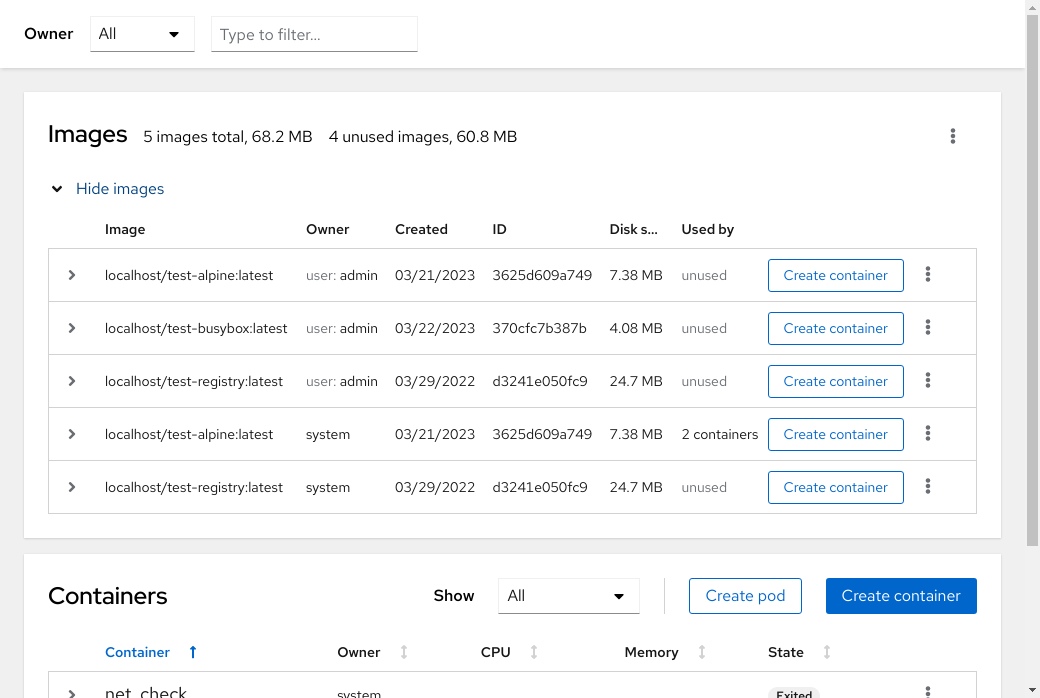 Owner All Type to filter...
Images 5 images total, 68.2 MB 4 unused images, 60.8 MB
Hide images
Image Owner Created ID Disk s... Used by
localhost/test-alpine:latest user: admin 03/21/2023 3625d609a749 7.38 MB unused Create container
localhost/test-busybox:latest user: admin 03/22/2023 370cfc7b387b 4.08 MB unused Create container
localhost/test-registry:latest user: admin 03/29/2022 d3241e050fc9 24.7 MB unused Create container
localhost/test-alpine:latest system 03/21/2023 3625d609a749 7.38 MB 2 containers Create container
localhost/test-registry:latest system 03/29/2022 d3241e050fc9 24.7 MB unused Create container
Containers Show All Create pod Create container
Container Owner CPU Memory State
net_check system Exited